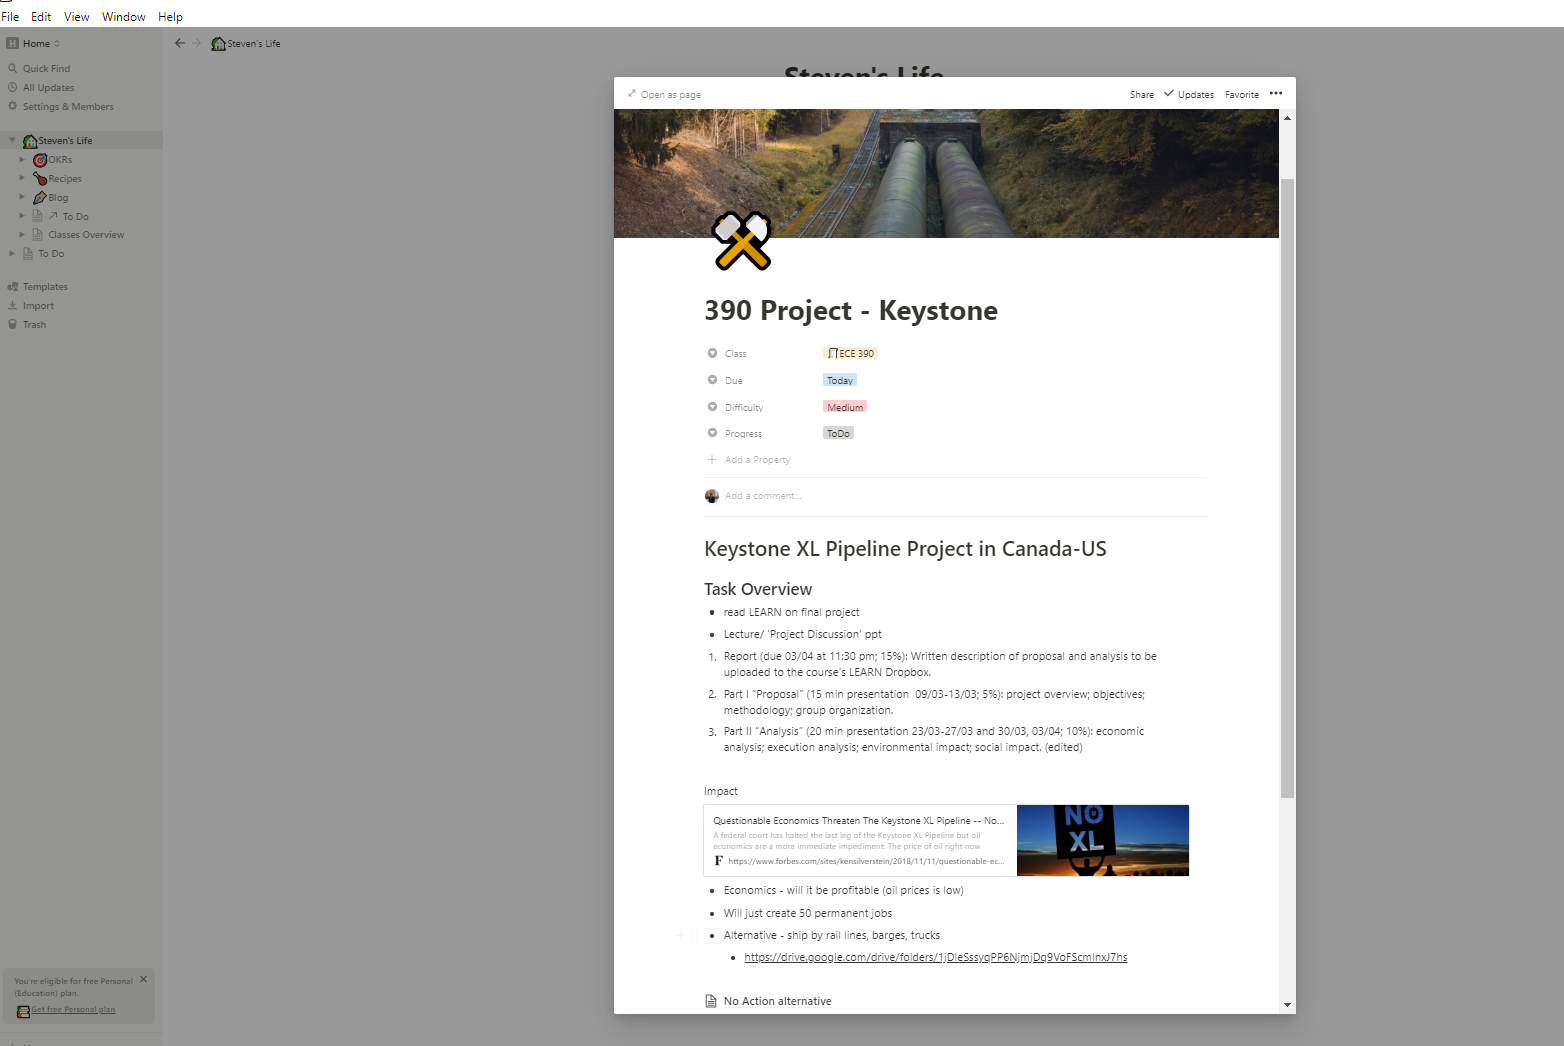 File Edit View Window Help
Home
Quick Find
All Updates
Settings & Members
Steven's Life
OKRs
Recipes
Blog
To Do
Classes Overview
To Do
Templates
Import
Trash
You're eligible for free Personal
(Education) plan.
Get free Personal plan
Steven's Life
Steven's Life
Open as page
Share Updates Favorite
390 Project - Keystone
Class ECE 390
Due Today
Difficulty Medium
Progress ToDo
Add a Property
Add a comment...
Keystone XL Pipeline Project in Canada-US
Task Overview
• read LEARN on final project
• Lecture/ 'Project Discussion' ppt
1. Report (due 03/04 at 11:30 pm; 15%): Written description of proposal and analysis to be
uploaded to the course's LEARN Dropbox.
2. Part I "Proposal" (15 min presentation 09/03-13/03; 5%): project overview; objectives;
methodology; group organization.
3. Part II "Analysis" (20 min presentation 23/03-27/03 and 30/03, 03/04; 10%): economic
analysis; execution analysis; environmental impact; social impact. (edited)
Impact
Questionable Economics Threaten The Keystone XL Pipeline -- No...
A federal court has halted the last leg of the Keystone XL Pipeline but oil
economics are a more immediate impediment: The price of oil right now
F https://www.forbes.com/sites/kensilverstein/2018/11/11/questionable-ec...
NO
XL
• Economics - will it be profitable (oil prices is low)
• Will just create 50 permanent jobs
• Alternative - ship by rail lines, barges, trucks
• https://drive.google.com/drive/folders/1jDIeSssyqPP6NjmjDq9VoFScmInxJ7hs
No Action alternative